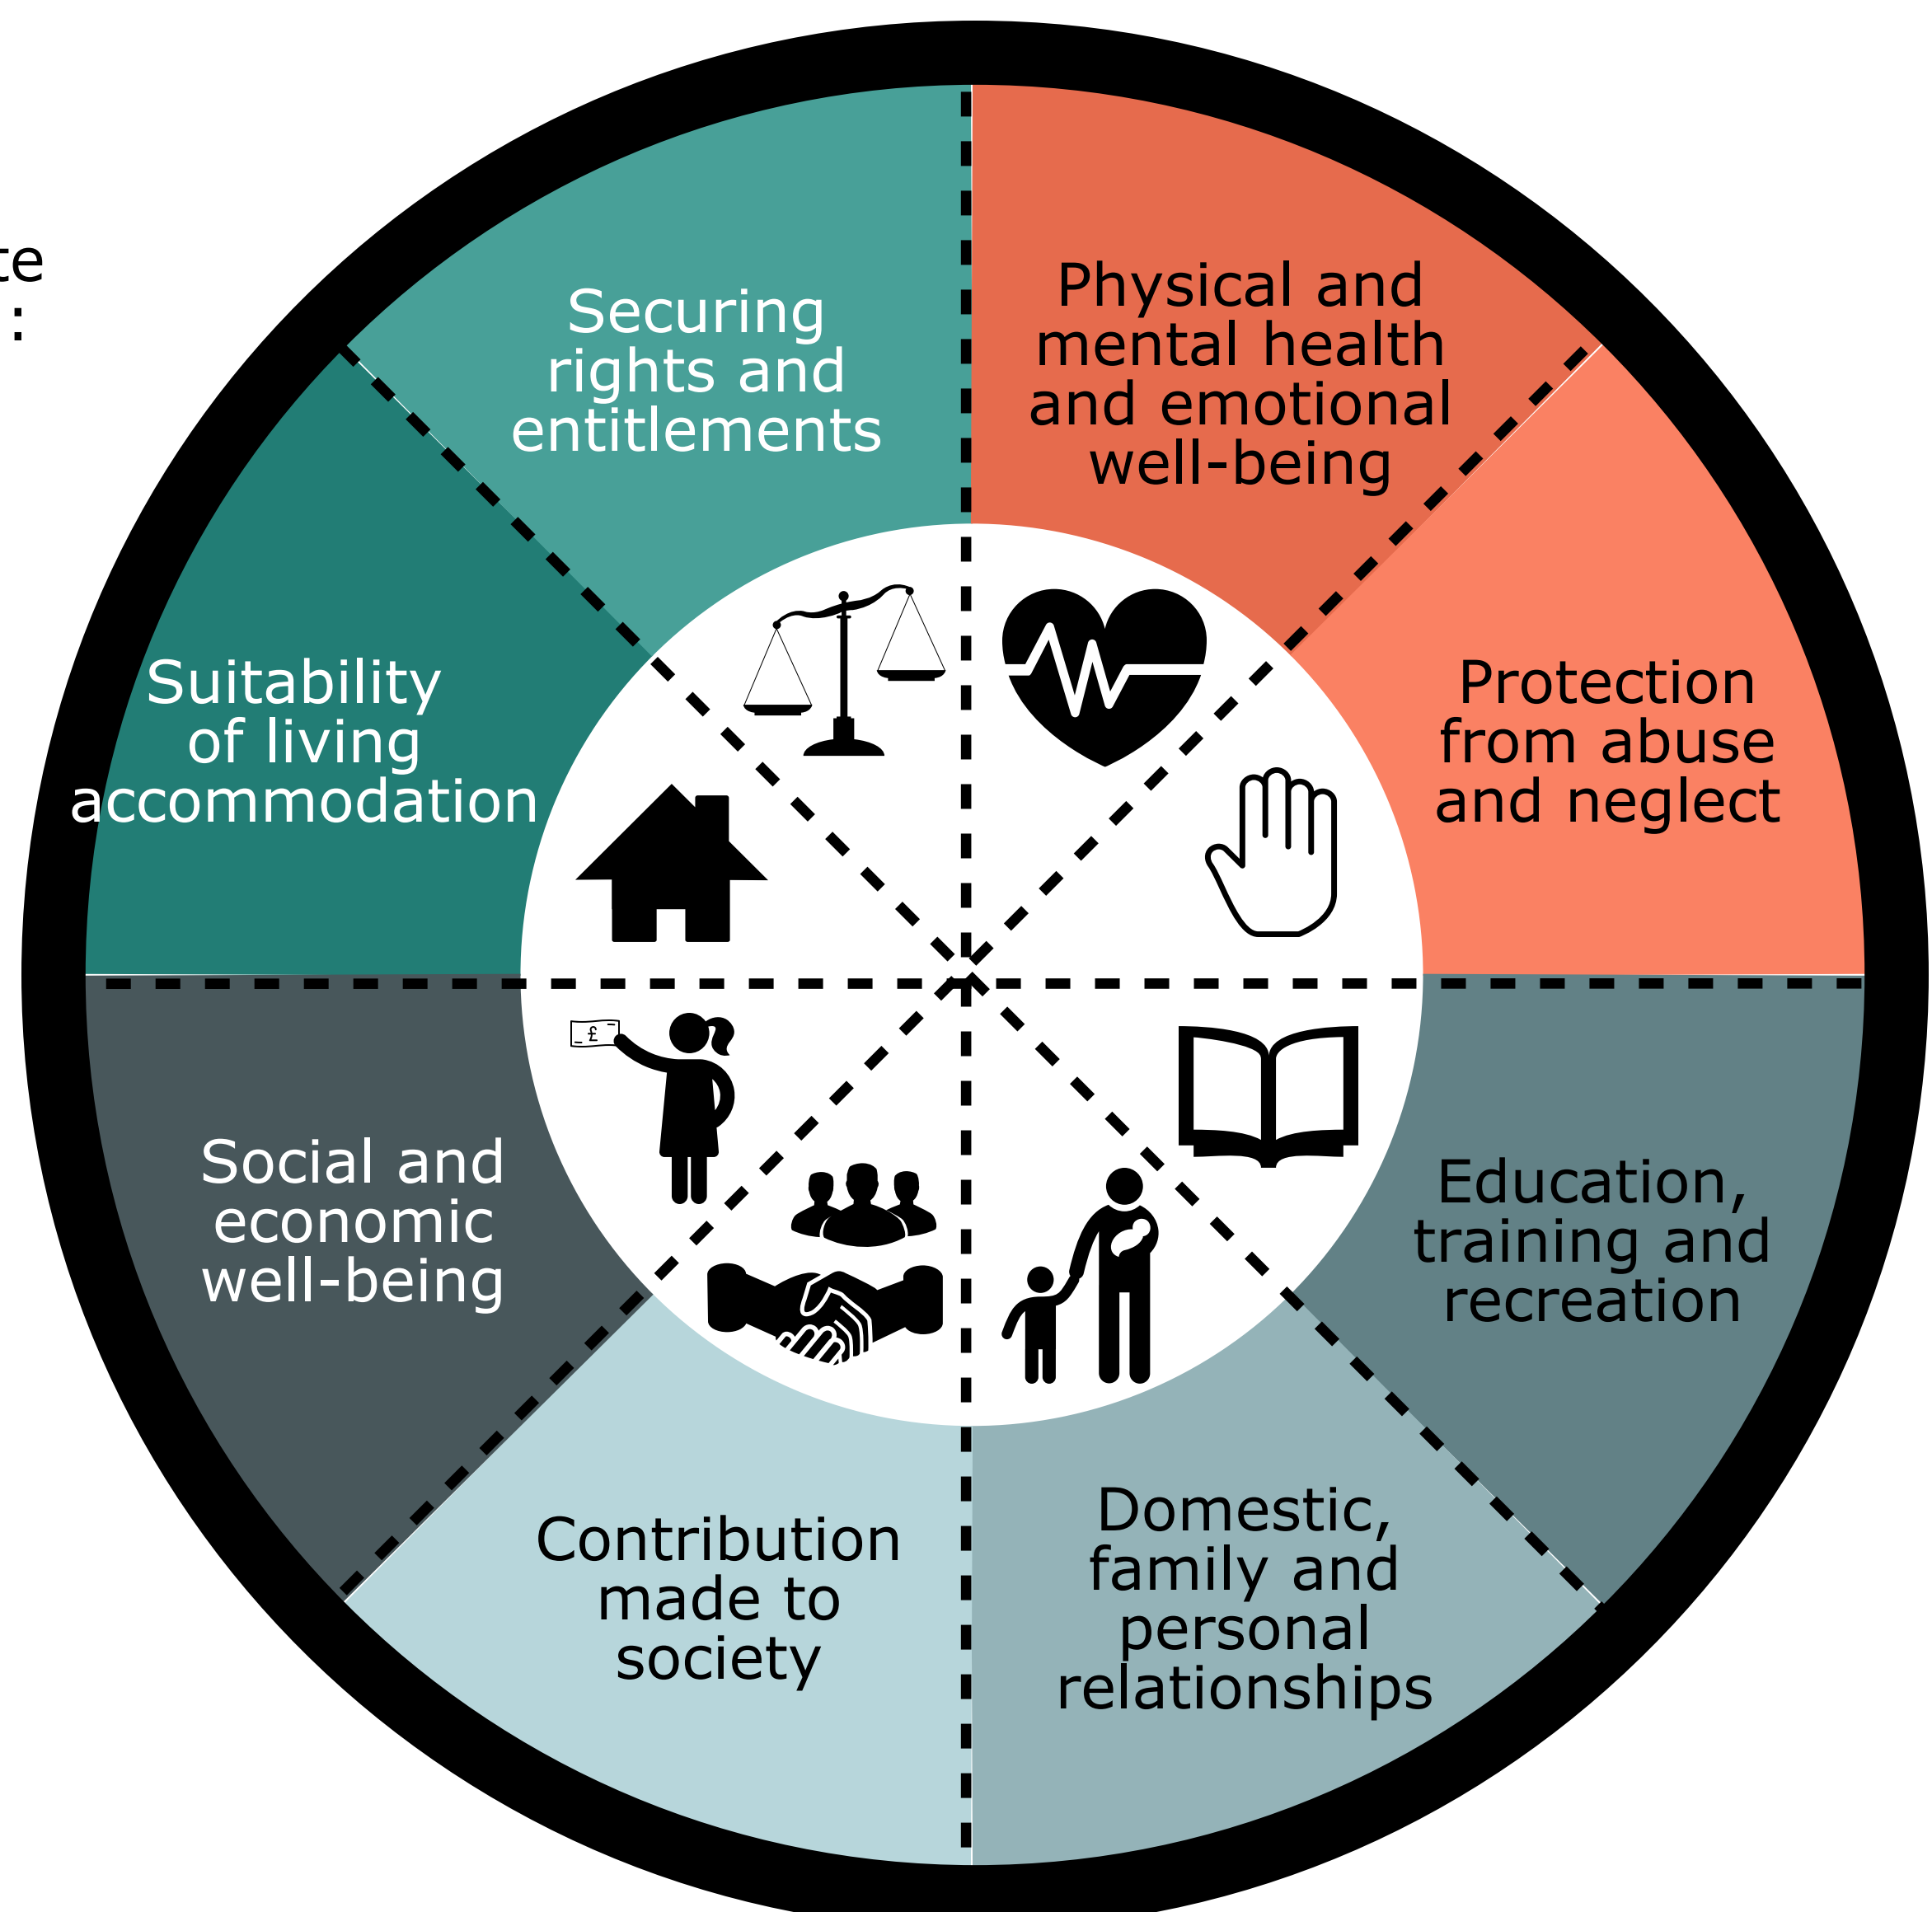 :
Securing
rights and
entitlements
Physical and
mental health
and emotional
well-being
Suitability
of living
accommodation
Protection
from abuse
and neglect
£
Social and
economic
well-being
Education,
training and
recreation
Contribution
made to
society
Domestic,
family and
personal
relationships